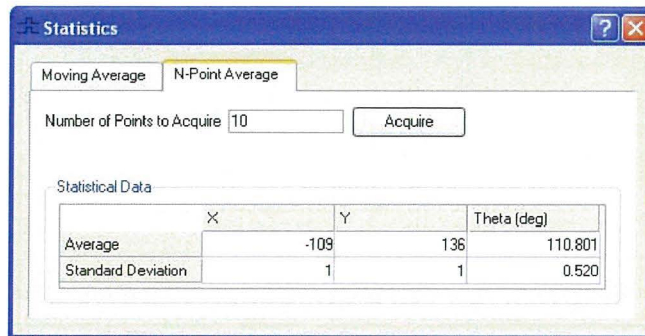 Statistics
Moving Average N-Point Average
Number of Points to Acquire 10 Acquire
Statistical Data
X Y Theta (deg)
Average -109 136 110.801
Standard Deviation 1 1 0.520